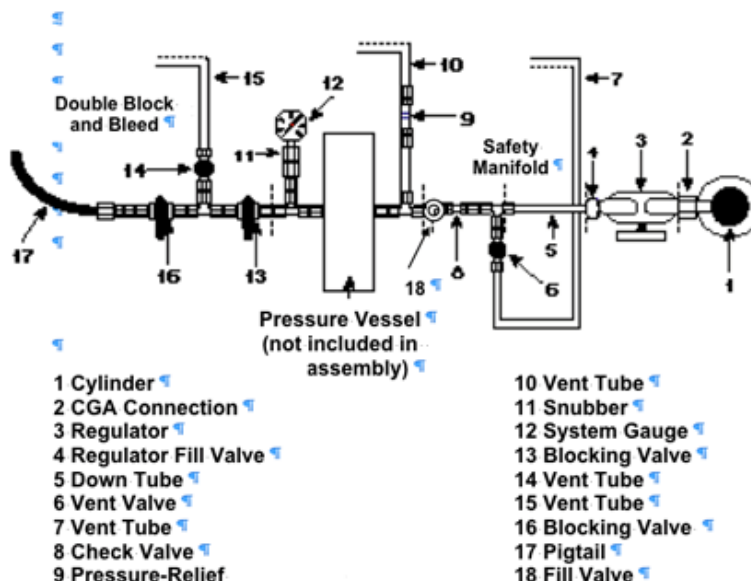 ¶
¶
¶
15
12
10
7
Double Block
and Bleed ¶
9
Safety
Manifold ¶
4
3
2
14
11
¶
¶
17
16
13
18 ¶
8
6
5
1
Pressure Vessel ¶
(not included in
assembly) ¶
¶
1 Cylinder ¶
2 CGA Connection ¶
3 Regulator ¶
4 Regulator Fill Valve ¶
5 Down Tube ¶
6 Vent Valve ¶
7 Vent Tube ¶
8 Check Valve ¶
9 Pressure-Relief
10 Vent Tube ¶
11 Snubber ¶
12 System Gauge ¶
13 Blocking Valve ¶
14 Vent Tube ¶
15 Vent Tube ¶
16 Blocking Valve ¶
17 Pigtail ¶
18 Fill Valve ¶